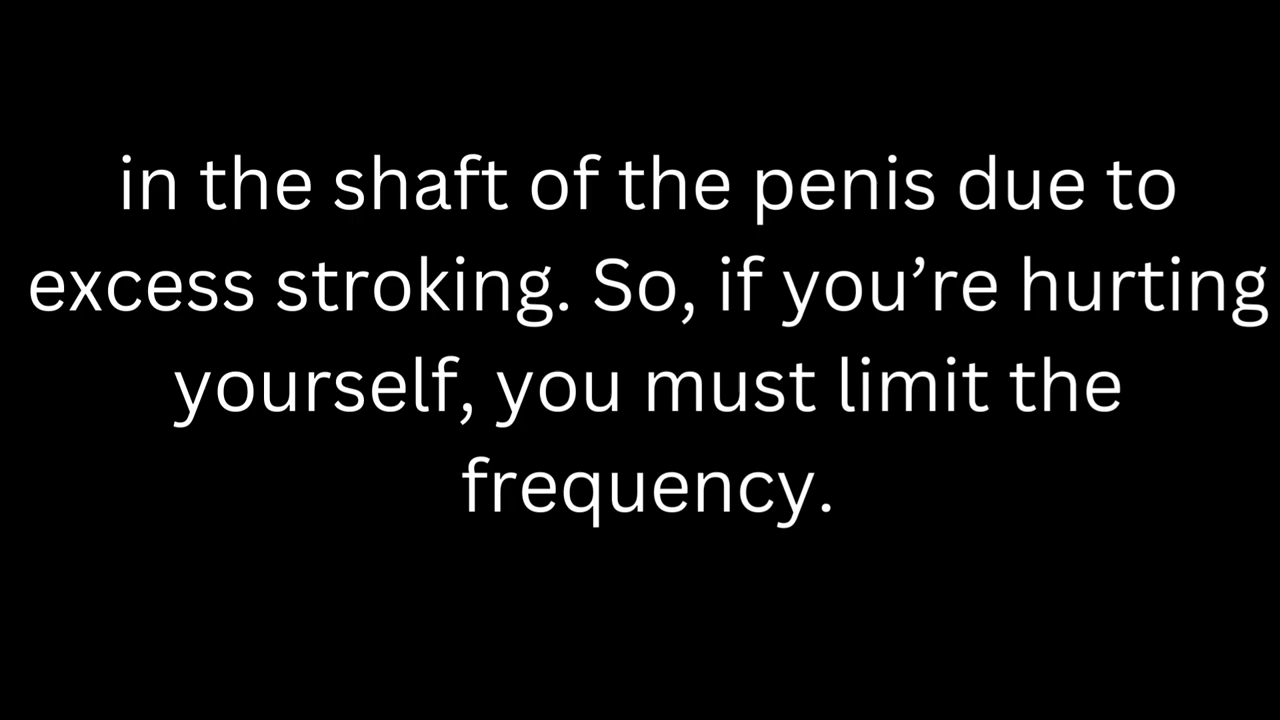 in the shaft of the penis due to
excess stroking. So, if you’re hurting
yourself, you must limit the
frequency.